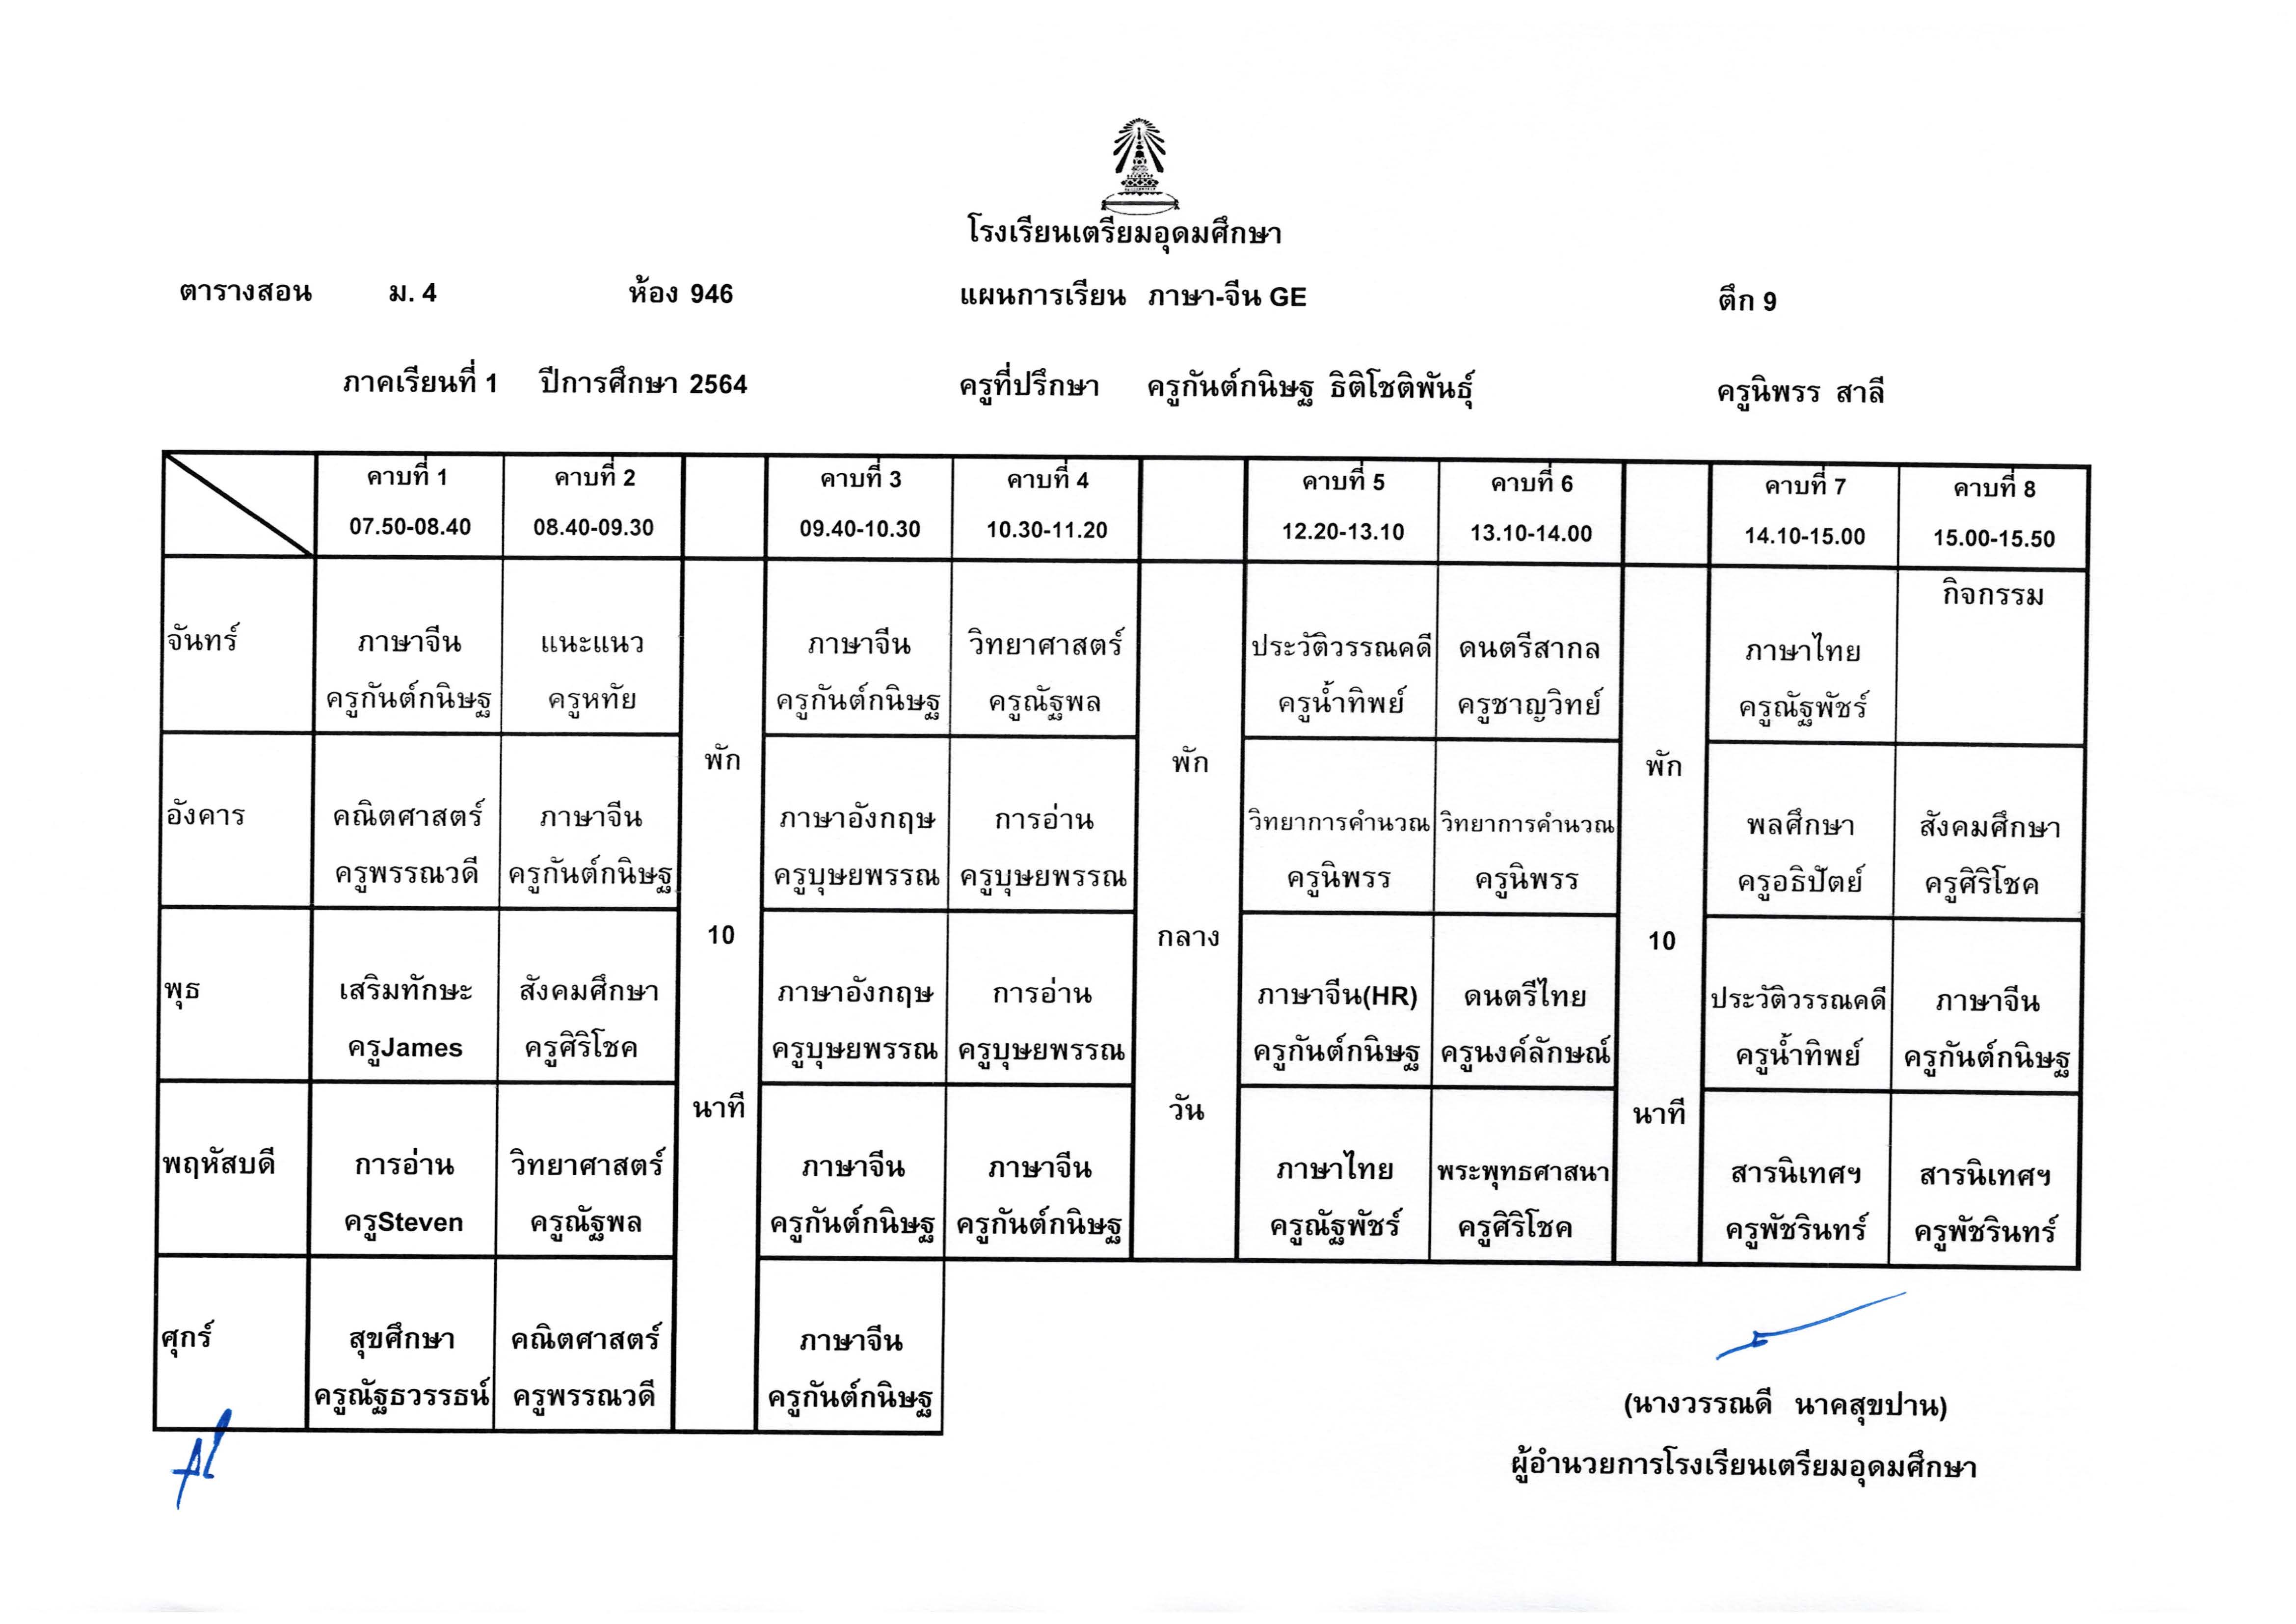 โรงเรียนเตรียมอุดมศึกษา
ตารางสอน ม. 4 ห้อง 946 แผนการเรียน ภาษา-จีน GE ตึก 9
ภาคเรียนที่ 1 ปีการศึกษา 2564 ครูที่ปรึกษา ครูกันต์กนิษฐ ธิติโชติพันธุ์ ครูนิพรร สาลี
คาบที่ 1 คาบที่ 2 คาบที่ 3 คาบที่ 4 คาบที่ 5 คาบที่ 6 คาบที่ 7 คาบที่ 8
07.50-08.40 08.40-09.30 09.40-10.30 10.30-11.20 12.20-13.10 13.10-14.00 14.10-15.00 15.00-15.50
จันทร์ ภาษาจีน แนะแนว ภาษาจีน วิทยาศาสตร์ ประวัติวรรณคดี ดนตรีสากล ภาษาไทย กิจกรรม
ครูกันต์กนิษฐ ครูหทัย ครูกันต์กนิษฐ ครูณัฐพล ครูน้ำทิพย์ ครูชาญวิทย์ ครูณัฐพัชร์
พัก พัก พัก
อังคาร คณิตศาสตร์ ภาษาจีน ภาษาอังกฤษ การอ่าน วิทยาการคำนวณ วิทยาการคำนวณ พลศึกษา สังคมศึกษา
ครูพรรณวดี ครูกันต์กนิษฐ ครูบุษยพรรณ ครูบุษยพรรณ ครูนิพรร ครูนิพรร ครูอธิปัตย์ ครูศิริโชค
10 กลาง 10
พุธ เสริมทักษะ สังคมศึกษา ภาษาอังกฤษ การอ่าน ภาษาจีน(HR) ดนตรีไทย ประวัติวรรณคดี ภาษาจีน
ครูJames ครูศิริโชค ครูบุษยพรรณ ครูบุษยพรรณ ครูกันต์กนิษฐ ครูนงค์ลักษณ์ ครูน้ำทิพย์ ครูกันต์กนิษฐ
นาที วัน นาที
พฤหัสบดี การอ่าน วิทยาศาสตร์ ภาษาจีน ภาษาจีน ภาษาไทย พระพุทธศาสนา สารนิเทศฯ สารนิเทศฯ
ครูSteven ครูณัฐพล ครูกันต์กนิษฐ ครูกันต์กนิษฐ ครูณัฐพัชร์ ครูศิริโชค ครูพัชรินทร์ ครูพัชรินทร์
ศุกร์ สุขศึกษา คณิตศาสตร์ ภาษาจีน
ครูณัฐธวรรธน์ ครูพรรณวดี ครูกันต์กนิษฐ
(นางวรรณดี นาคสุขปาน)
ผู้อำนวยการโรงเรียนเตรียมอุดมศึกษา